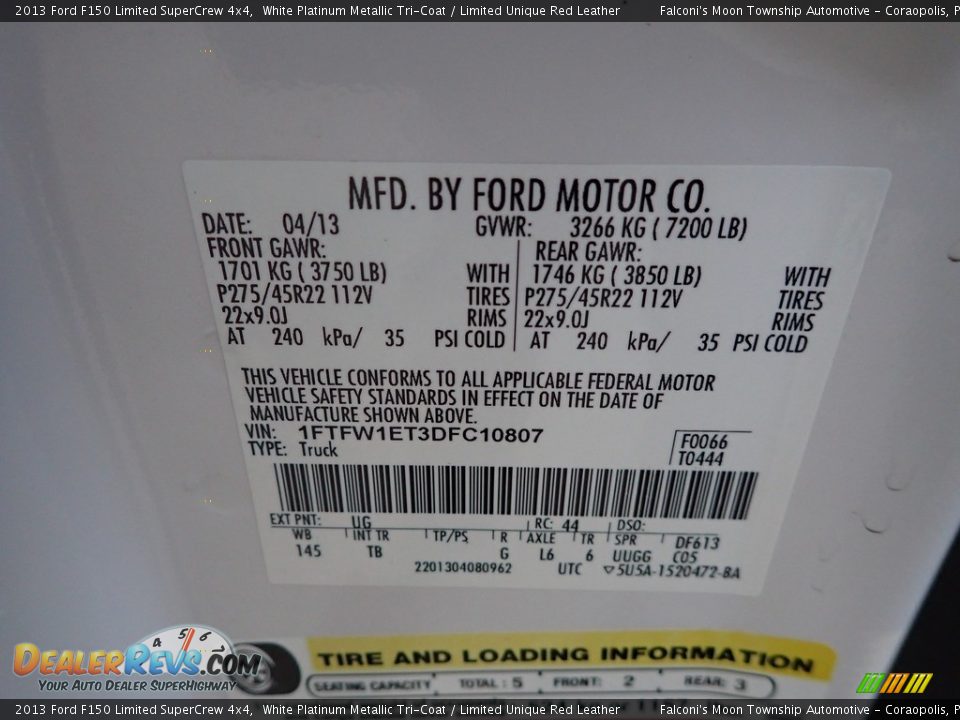 2013 Ford F150 Limited SuperCrew 4x4, White Platinum Metallic Tri-Coat / Limited Unique Red Leather Falconi's Moon Township Automotive - Coraopolis, P
MFD. BY FORD MOTOR CO.
DATE: 04/13 GVWR: 3266 KG ( 7200 LB)
FRONT GAWR: REAR GAWR:
1701 KG ( 3750 LB) WITH 1746 KG ( 3850 LB) WITH
P275/45R22 112V TIRES P275/45R22 112V TIRES
22x9.0J RIMS 22x9.0J RIMS
AT 240 kPa/ 35 PSI COLD AT 240 kPa/ 35 PSI COLD
THIS VEHICLE CONFORMS TO ALL APPLICABLE FEDERAL MOTOR
VEHICLE SAFETY STANDARDS IN EFFECT ON THE DATE OF
MANUFACTURE SHOWN ABOVE.
VIN: 1FTFW1ET3DFC10807
TYPE: Truck
F0066
T0444
EXT PNT: UG RC: 44 DSO:
WB INT TR TP/PS R AXLE TR SPR DF613
145 TB G L6 6 UUGG C05
2201304080962 UTC ▽5U5A-1520472-BA
TIRE AND LOADING INFORMATION
SEATING CAPACITY TOTAL : 5 FRONT: 2 REAR: 3
4 5 6
DEALERREVS.COM
YOUR AUTO DEALER SUPERHIGHWAY
2013 Ford F150 Limited SuperCrew 4x4, White Platinum Metallic Tri-Coat / Limited Unique Red Leather Falconi's Moon Township Automotive - Coraopolis, P